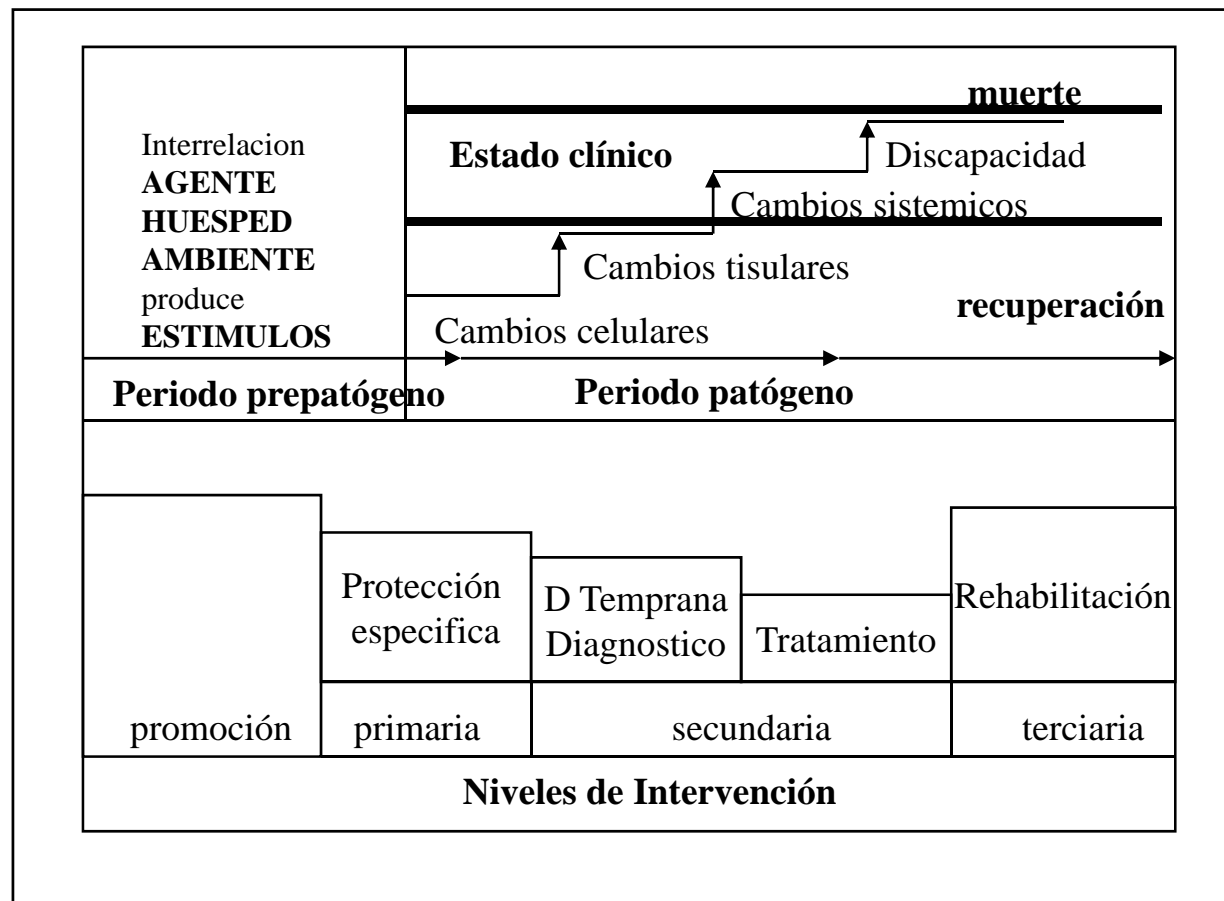 Interrelacion
AGENTE
HUESPED
AMBIENTE
produce
ESTIMULOS
muerte
Estado clínico
Discapacidad
Cambios sistemicos
Cambios tisulares
recuperación
Cambios celulares
Periodo prepatógeno
Periodo patógeno
Protección
especifica
D Temprana
Diagnostico
Tratamiento
Rehabilitación
promoción
primaria
secundaria
terciaria
Niveles de Intervención